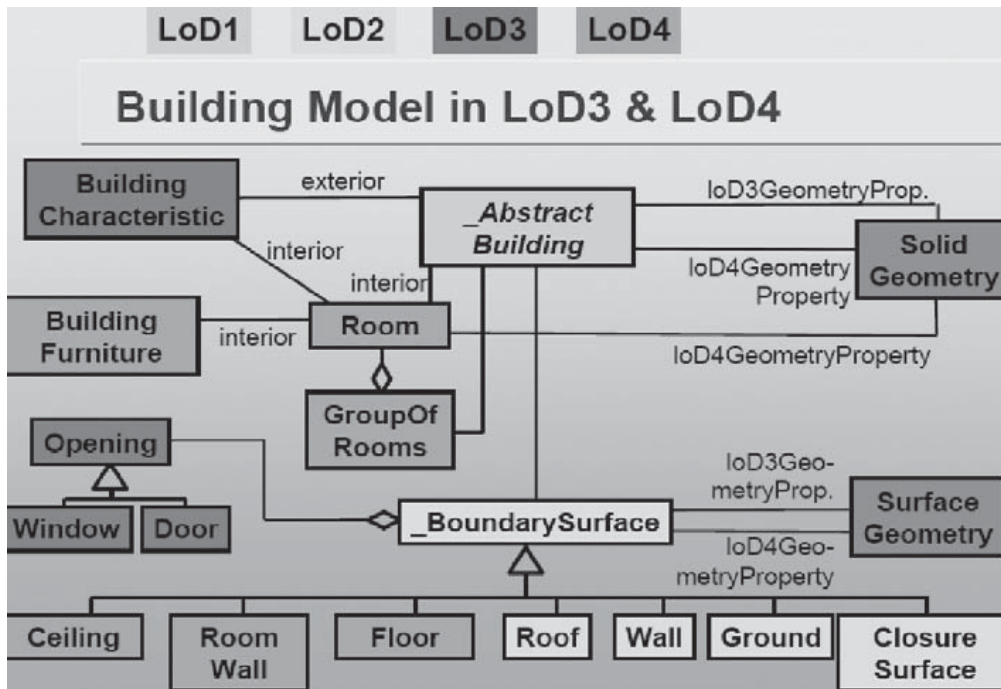 LoD1 LoD2 LoD3 LoD4
Building Model in LoD3 & LoD4
Building
Characteristic
exterior
_Abstract
Building
loD3GeometryProp.
Solid
Geometry
interior
interior
loD4Geometry
Property
Building
Furniture
interior
Room
loD4GeometryProperty
GroupOf
Rooms
Opening
Window
Door
_BoundarySurface
loD3Geo-
metryProp.
Surface
Geometry
loD4Geo-
metryProperty
Ceiling
Room
Wall
Floor
Roof
Wall
Ground
Closure
Surface